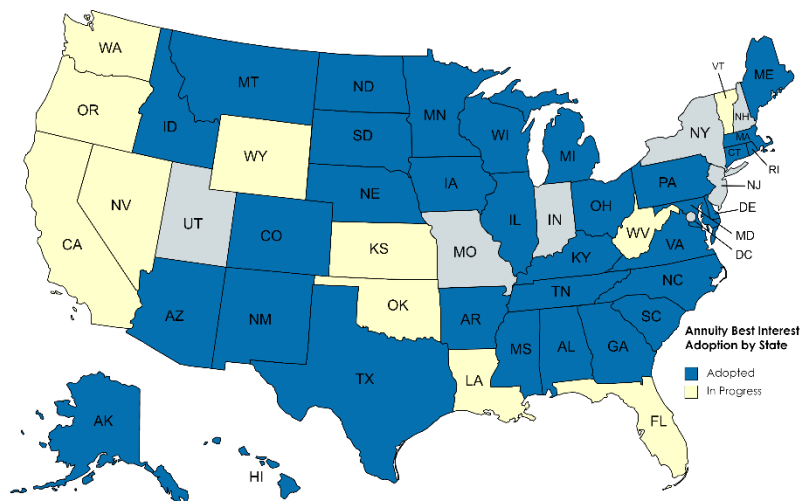 WA
MT
ND
MN
ME
VT
OR
ID
SD
WI
MI
NY
NH
MA
CT
RI
WY
IA
NE
PA
NJ
NV
UT
CO
IL
IN
OH
DE
MD
DC
CA
KS
MO
WV
VA
KY
AZ
NM
OK
AR
TN
NC
SC
MS
AL
GA
TX
LA
FL
AK
HI
Annuity Best Interest
Adoption by State
Adopted
In Progress